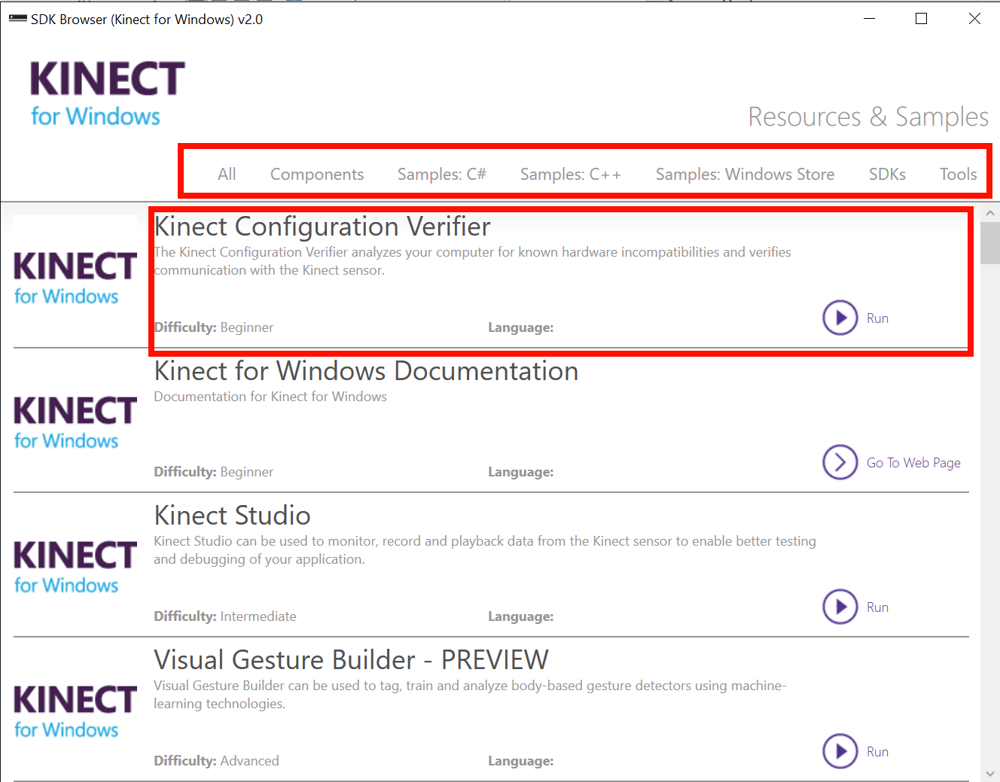 SDK Browser (Kinect for Windows) v2.0
KINECT
for Windows
Resources & Samples
All Components Samples: C# Samples: C++ Samples: Windows Store SDKs Tools
KINECT
for Windows
Kinect Configuration Verifier
The Kinect Configuration Verifier analyzes your computer for known hardware incompatibilities and verifies
communication with the Kinect sensor.
Difficulty: Beginner Language: Run
KINECT
for Windows
Kinect for Windows Documentation
Documentation for Kinect for Windows
Difficulty: Beginner Language: Go To Web Page
KINECT
for Windows
Kinect Studio
Kinect Studio can be used to monitor, record and playback data from the Kinect sensor to enable better testing
and debugging of your application.
Difficulty: Intermediate Language: Run
KINECT
for Windows
Visual Gesture Builder - PREVIEW
Visual Gesture Builder can be used to tag, train and analyze body-based gesture detectors using machine-
learning technologies.
Difficulty: Advanced Language: Run